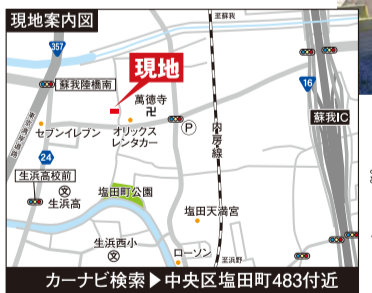 現地案内図
至蘇我
357
16
蘇我陸橋南
現地
萬徳寺
卍
蘇我IC
セブンイレブン
オリックス
レンタカー
P
内房線
24
生浜高校前
文
生浜高
塩田町公園
塩田天満宮
生浜西小
文
ローソン
至浜野
カーナビ検索▶中央区塩田町483付近